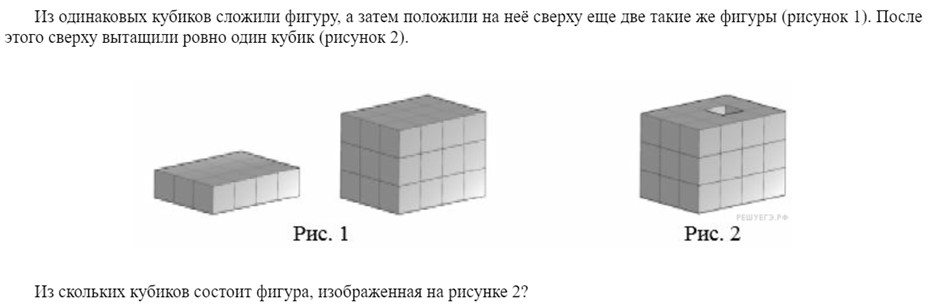 Из одинаковых кубиков сложили фигуру, а затем положили на неё сверху еще две такие же фигуры (рисунок 1). После
этого сверху вытащили ровно один кубик (рисунок 2).
РЕШУЕГЭ.РФ
Рис. 1
Рис. 2
Из скольких кубиков состоит фигура, изображенная на рисунке 2?